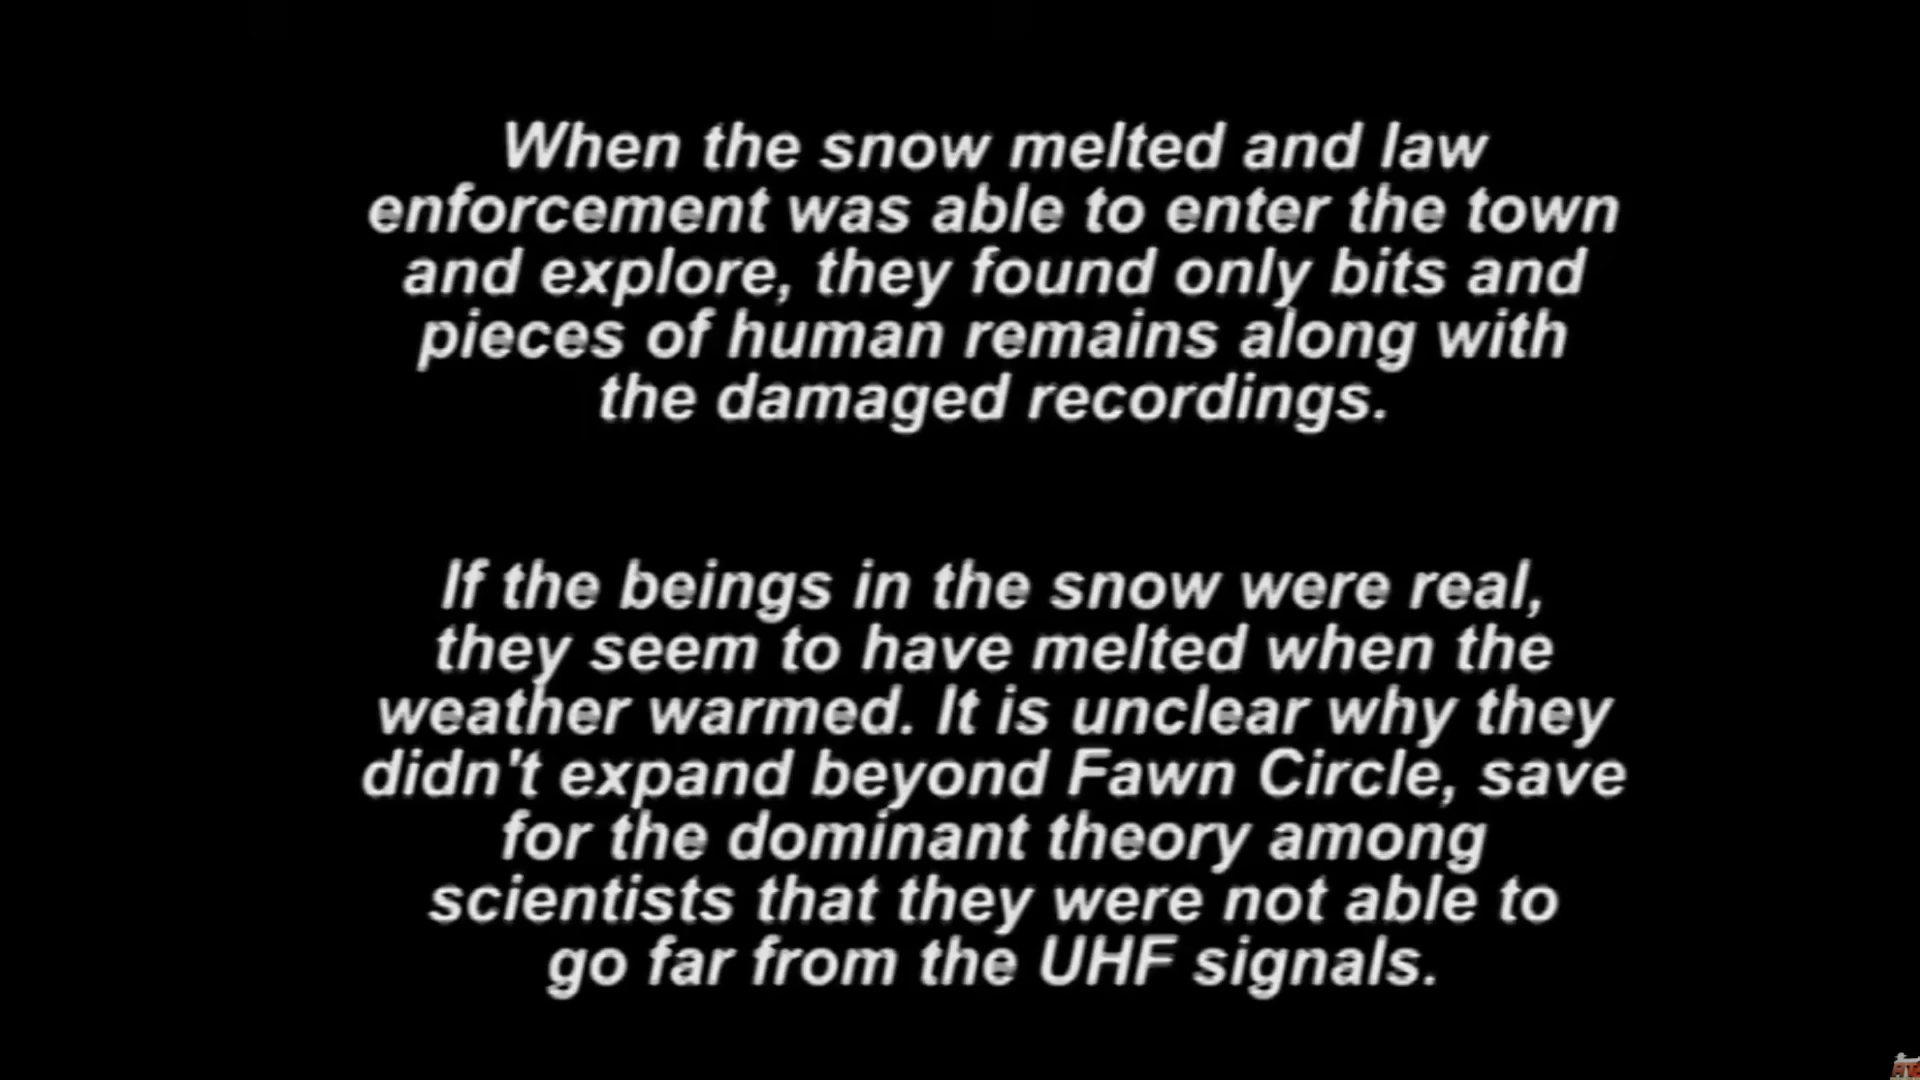 When the snow melted and law
enforcement was able to enter the town
and explore, they found only bits and
pieces of human remains along with
the damaged recordings.
If the beings in the snow were real,
they seem to have melted when the
weather warmed. It is unclear why they
didn't expand beyond Fawn Circle, save
for the dominant theory among
scientists that they were not able to
go far from the UHF signals.